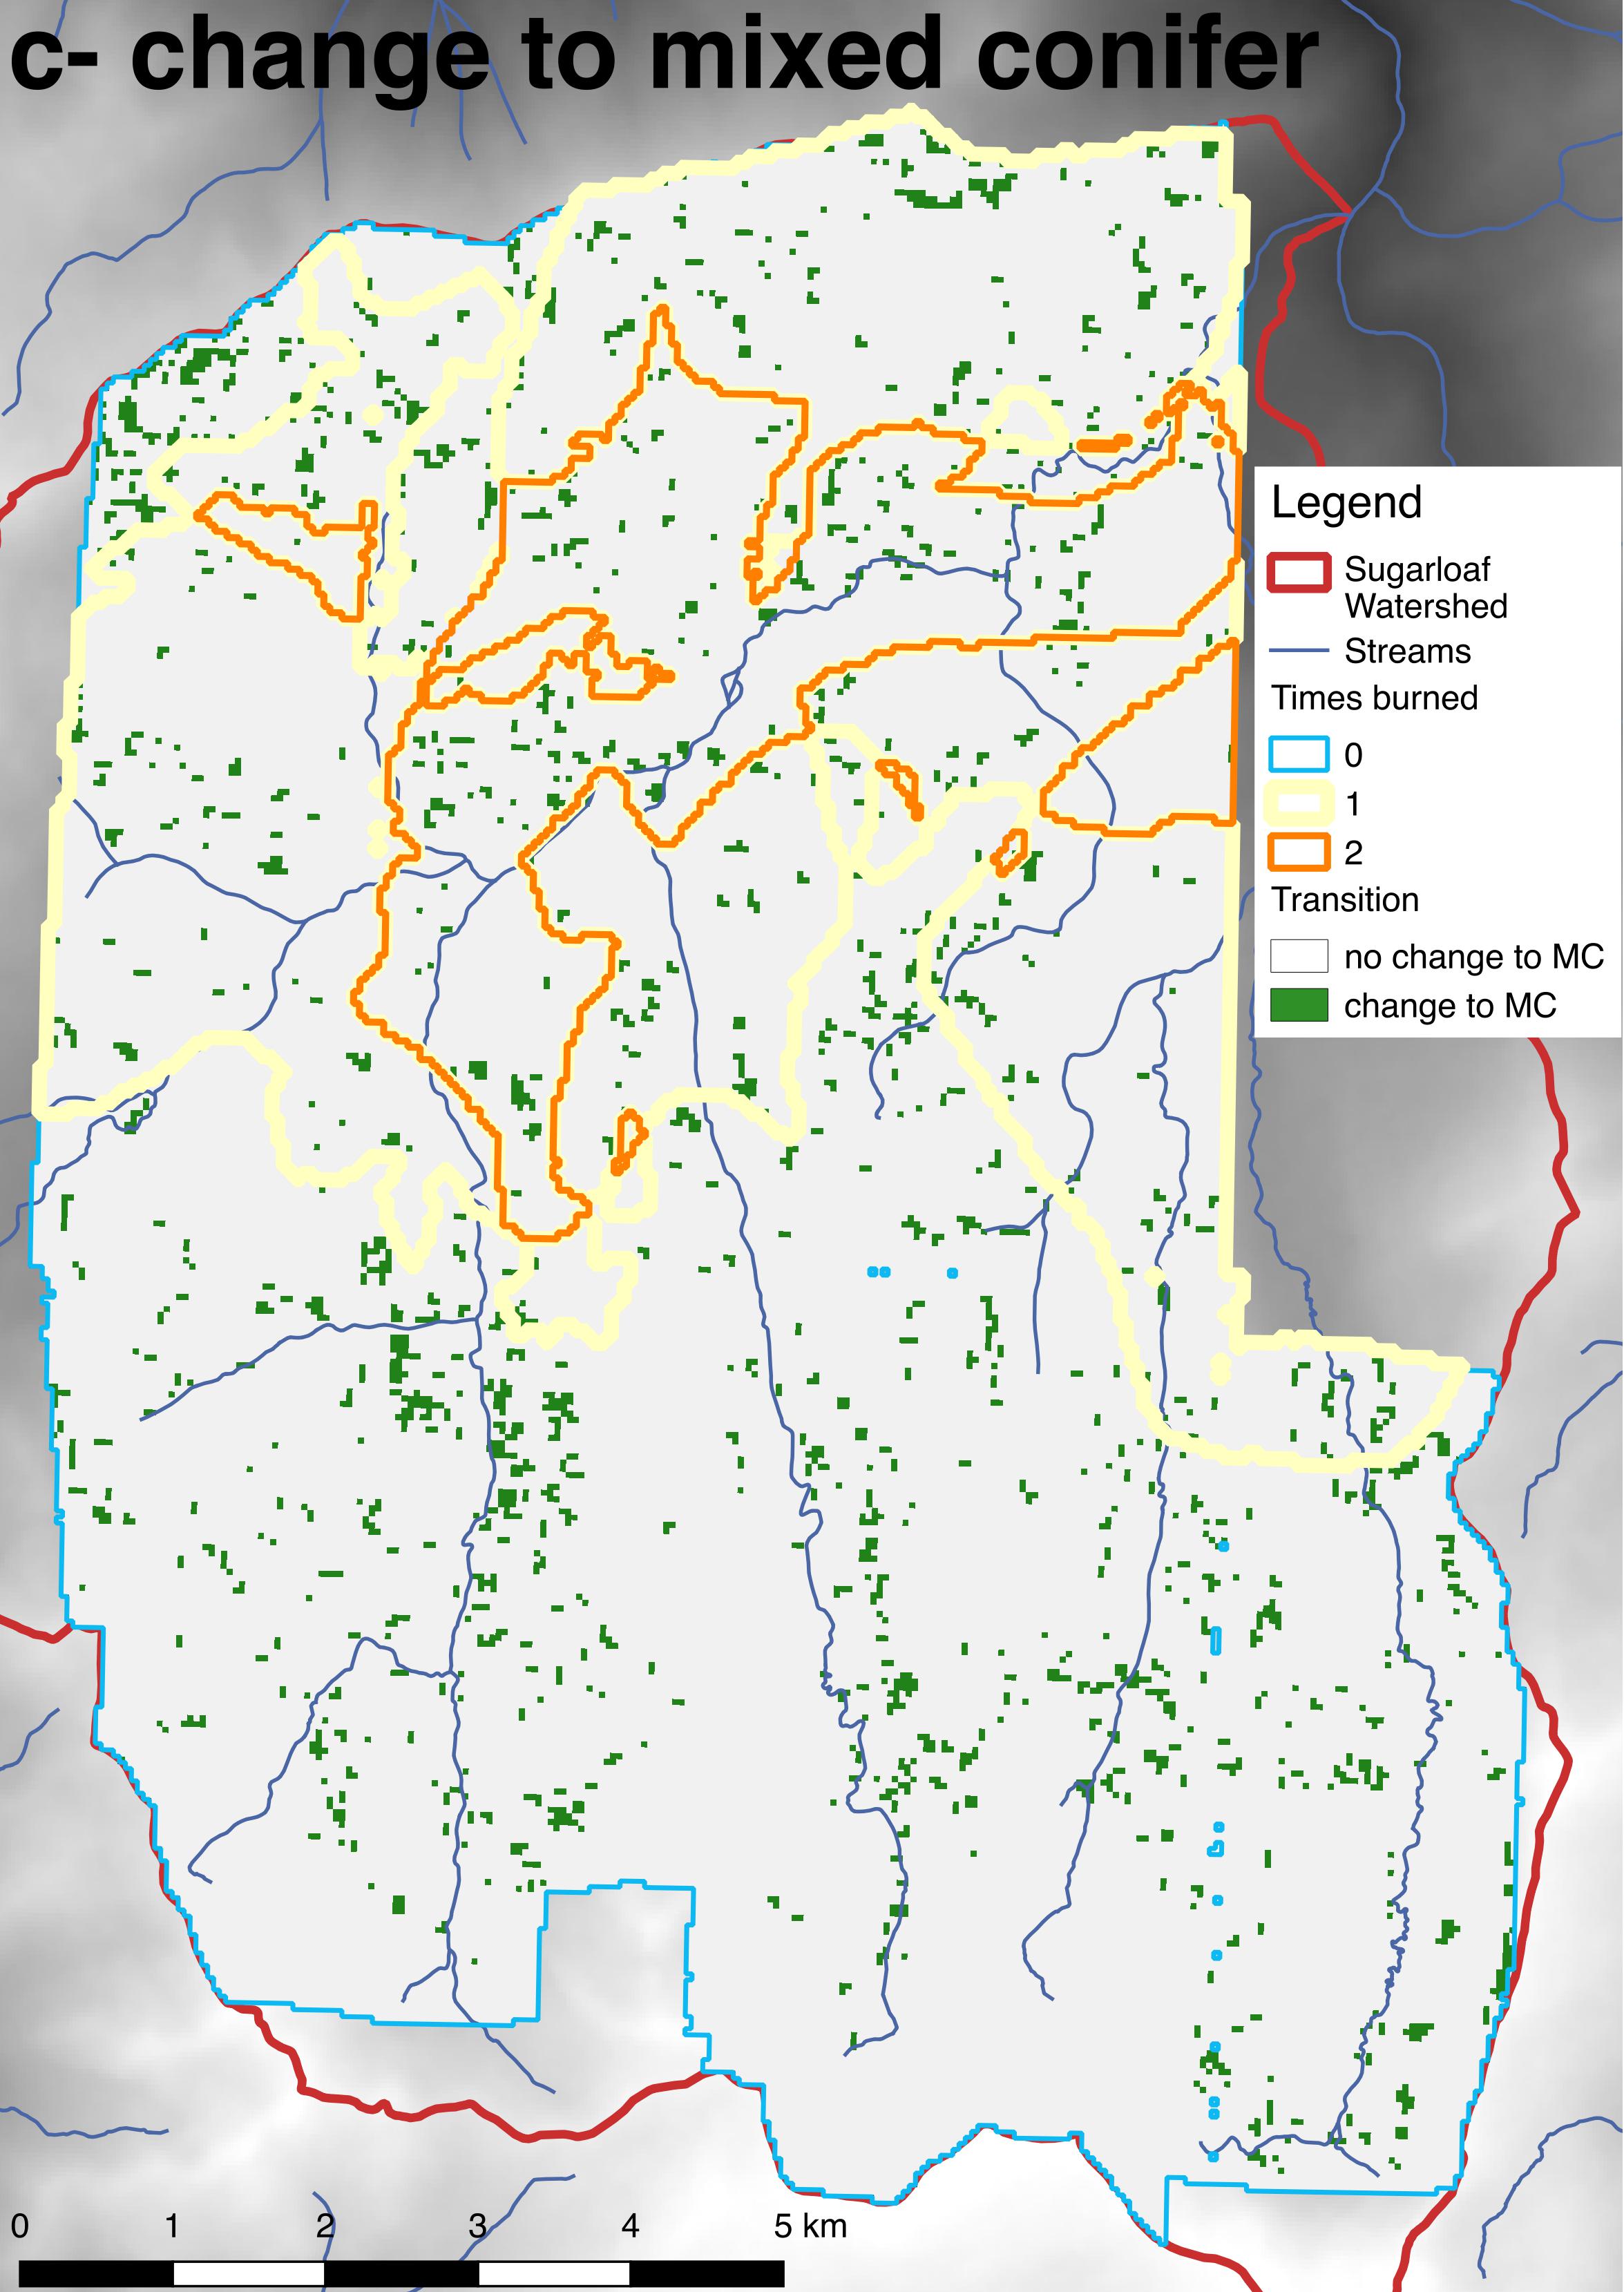 c- change to mixed conifer
Legend
Sugarloaf
Watershed
Streams
Times burned
0
1
2
Transition
no change to MC
change to MC
0 1 2 3 4 5 km